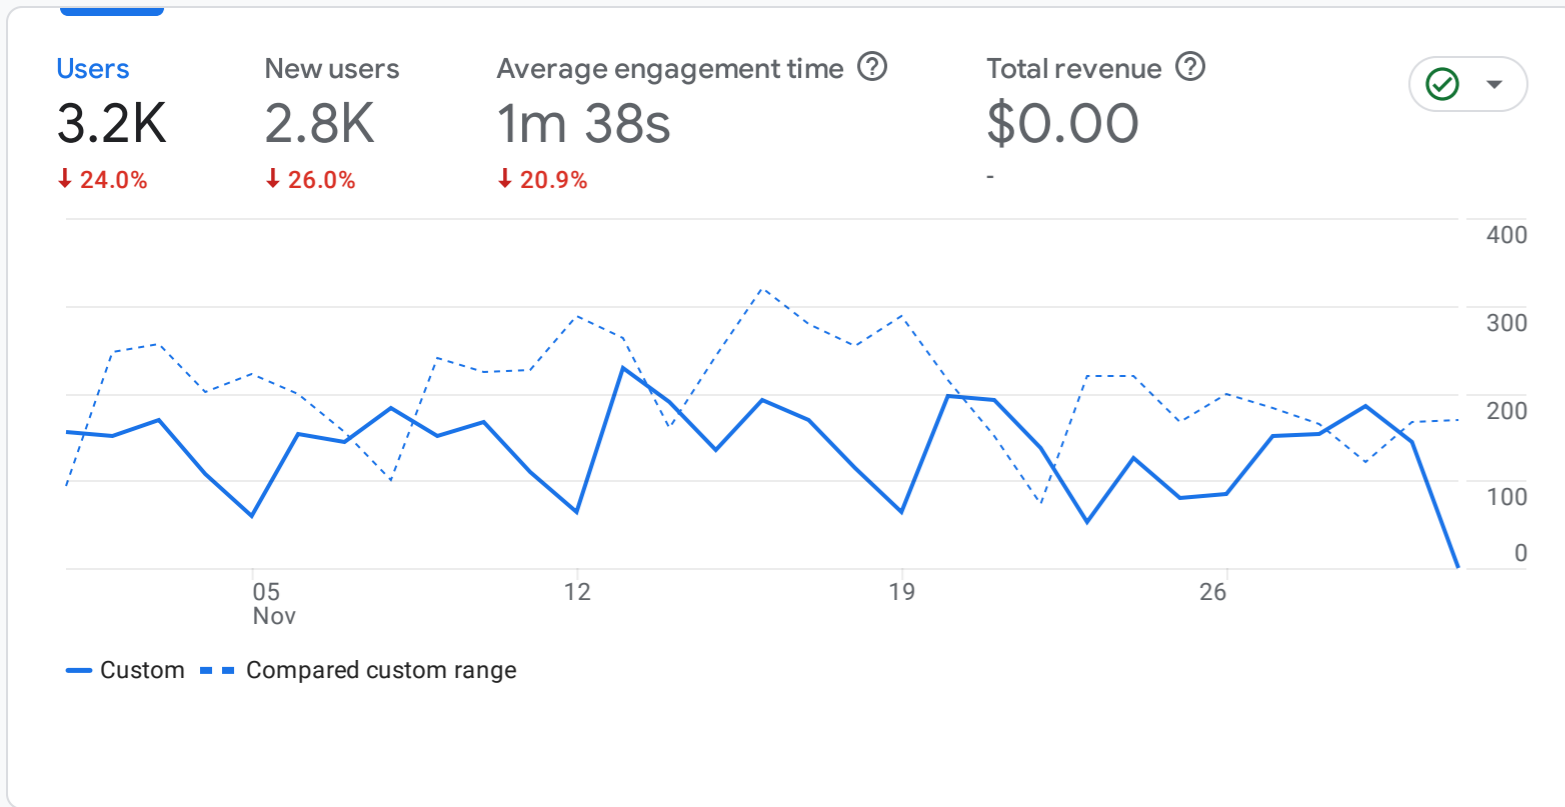 Users
3.2K
↓ 24.0%
New users
2.8K
↓ 26.0%
Average engagement time ?
1m 38s
↓ 20.9%
Total revenue ?
$0.00
-
400
300
200
100
0
05
Nov
12
19
26
Custom
Compared custom range